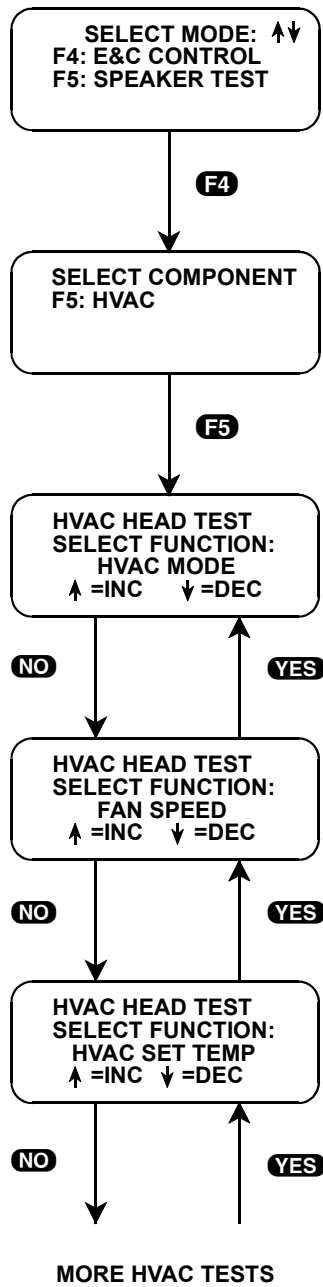 SELECT MODE: ↑↓
F4: E&C CONTROL
F5: SPEAKER TEST
F4
SELECT COMPONENT
F5: HVAC
F5
HVAC HEAD TEST
SELECT FUNCTION:
HVAC MODE
↑ =INC ↓ =DEC
NO YES
HVAC HEAD TEST
SELECT FUNCTION:
FAN SPEED
↑ =INC ↓ =DEC
NO YES
HVAC HEAD TEST
SELECT FUNCTION:
HVAC SET TEMP
↑ =INC ↓ =DEC
NO YES
MORE HVAC TESTS